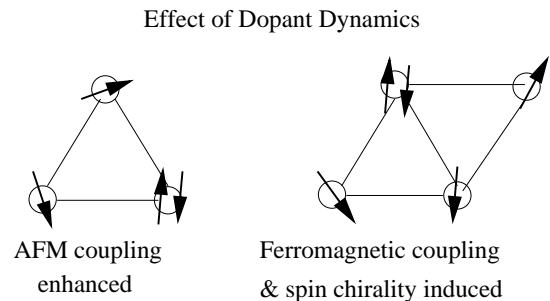 Effect of Dopant Dynamics
AFM coupling
enhanced
Ferromagnetic coupling
& spin chirality induced